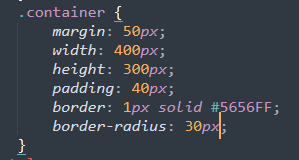 .container {
margin: 50px;
width: 400px;
height: 300px;
padding: 40px;
border: 1px solid #5656FF;
border-radius: 30px;
}